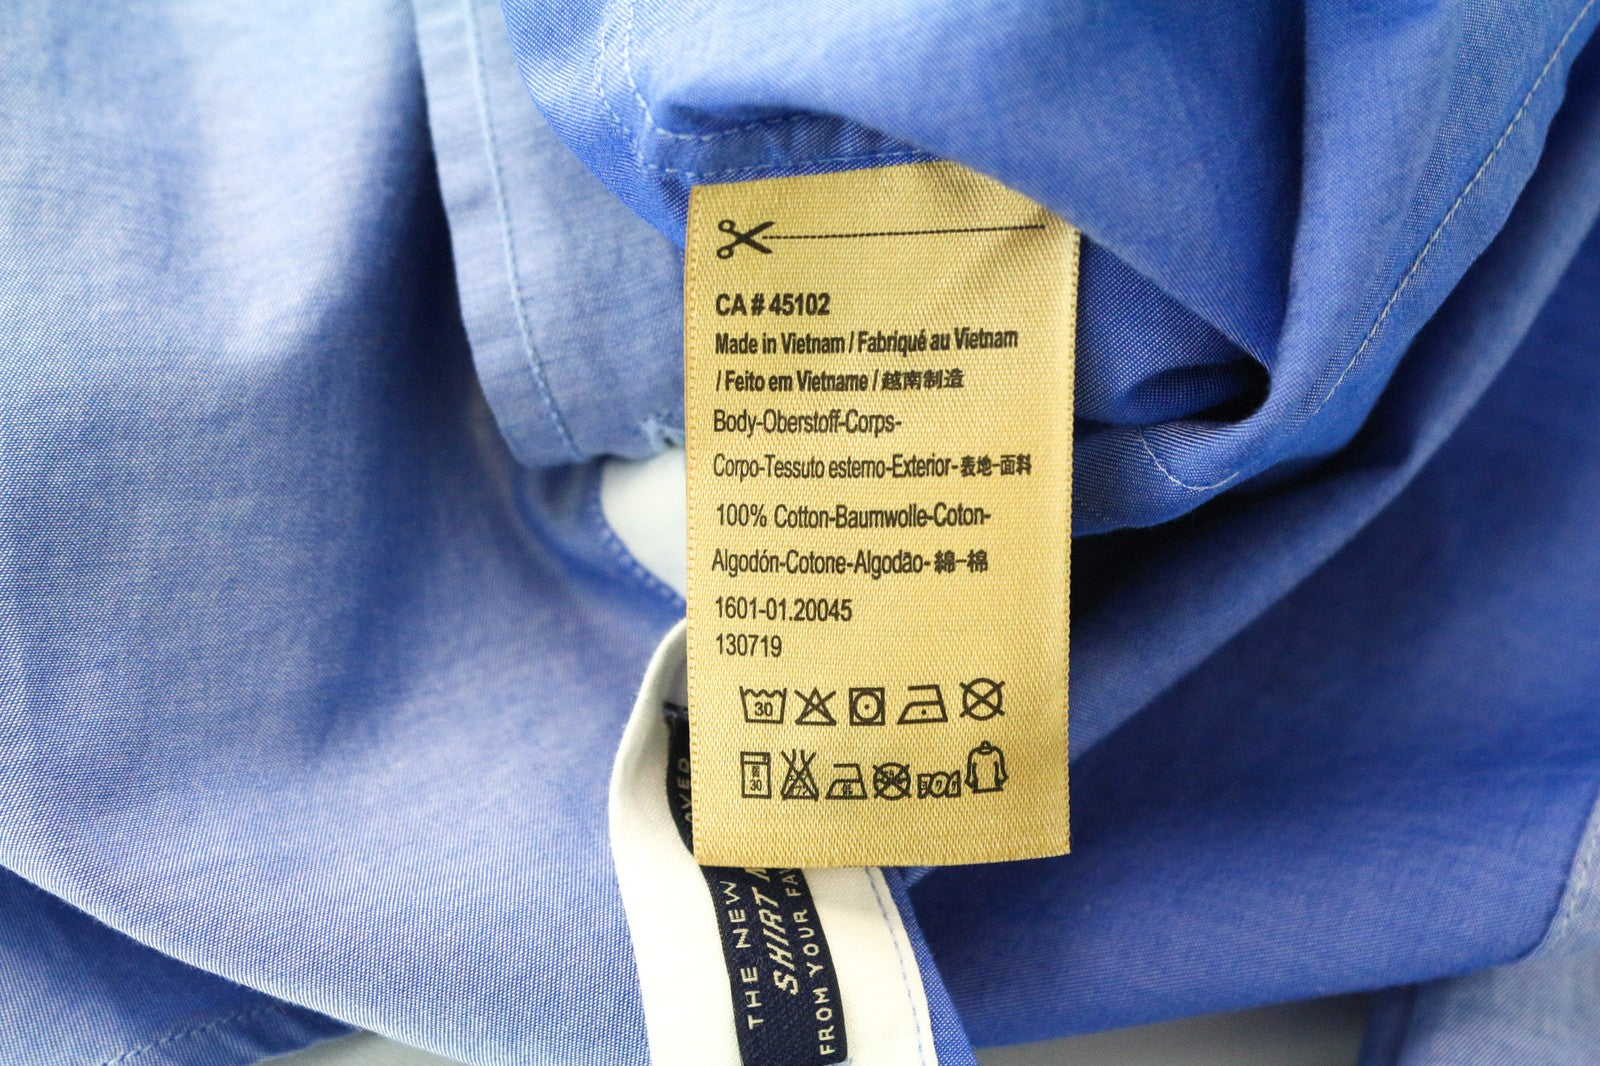 CA # 45102
Made in Vietnam / Fabriqué au Vietnam
/ Feito em Vietname / 越南制造
Body-Oberstoff-Corps-
Corpo-Tessuto esterno-Exterior-表地-面料
100% Cotton-Baumwolle-Coton-
Algodón-Cotone-Algodão-綿-棉
1601-01.20045
130719
30
30
OVER
THE NEW
SHIRT
FROM YOUR